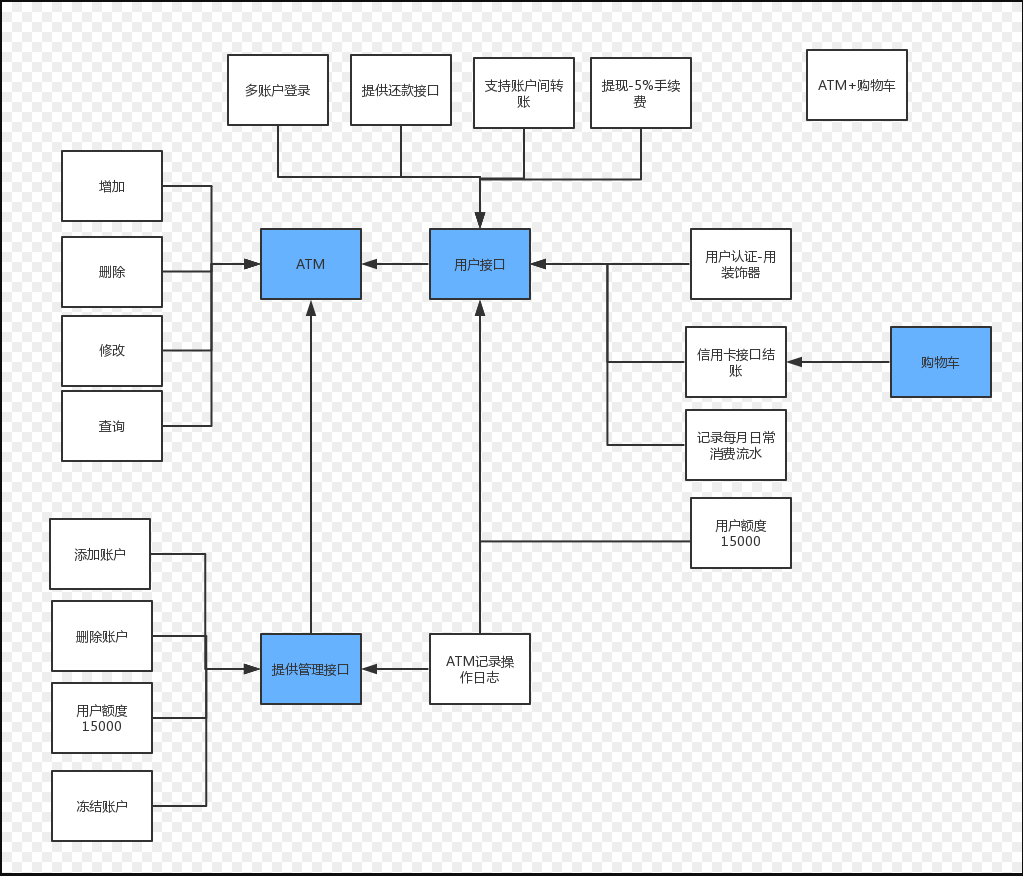 多账户登录
提供还款接口
支持账户间转
账
提现-5%手续
费
ATM+购物车
增加
删除
修改
查询
ATM
用户接口
用户认证-用
装饰器
信用卡接口结
账
购物车
记录每月日常
消费流水
用户额度
15000
添加账户
删除账户
用户额度
15000
冻结账户
提供管理接口
ATM记录操
作日志